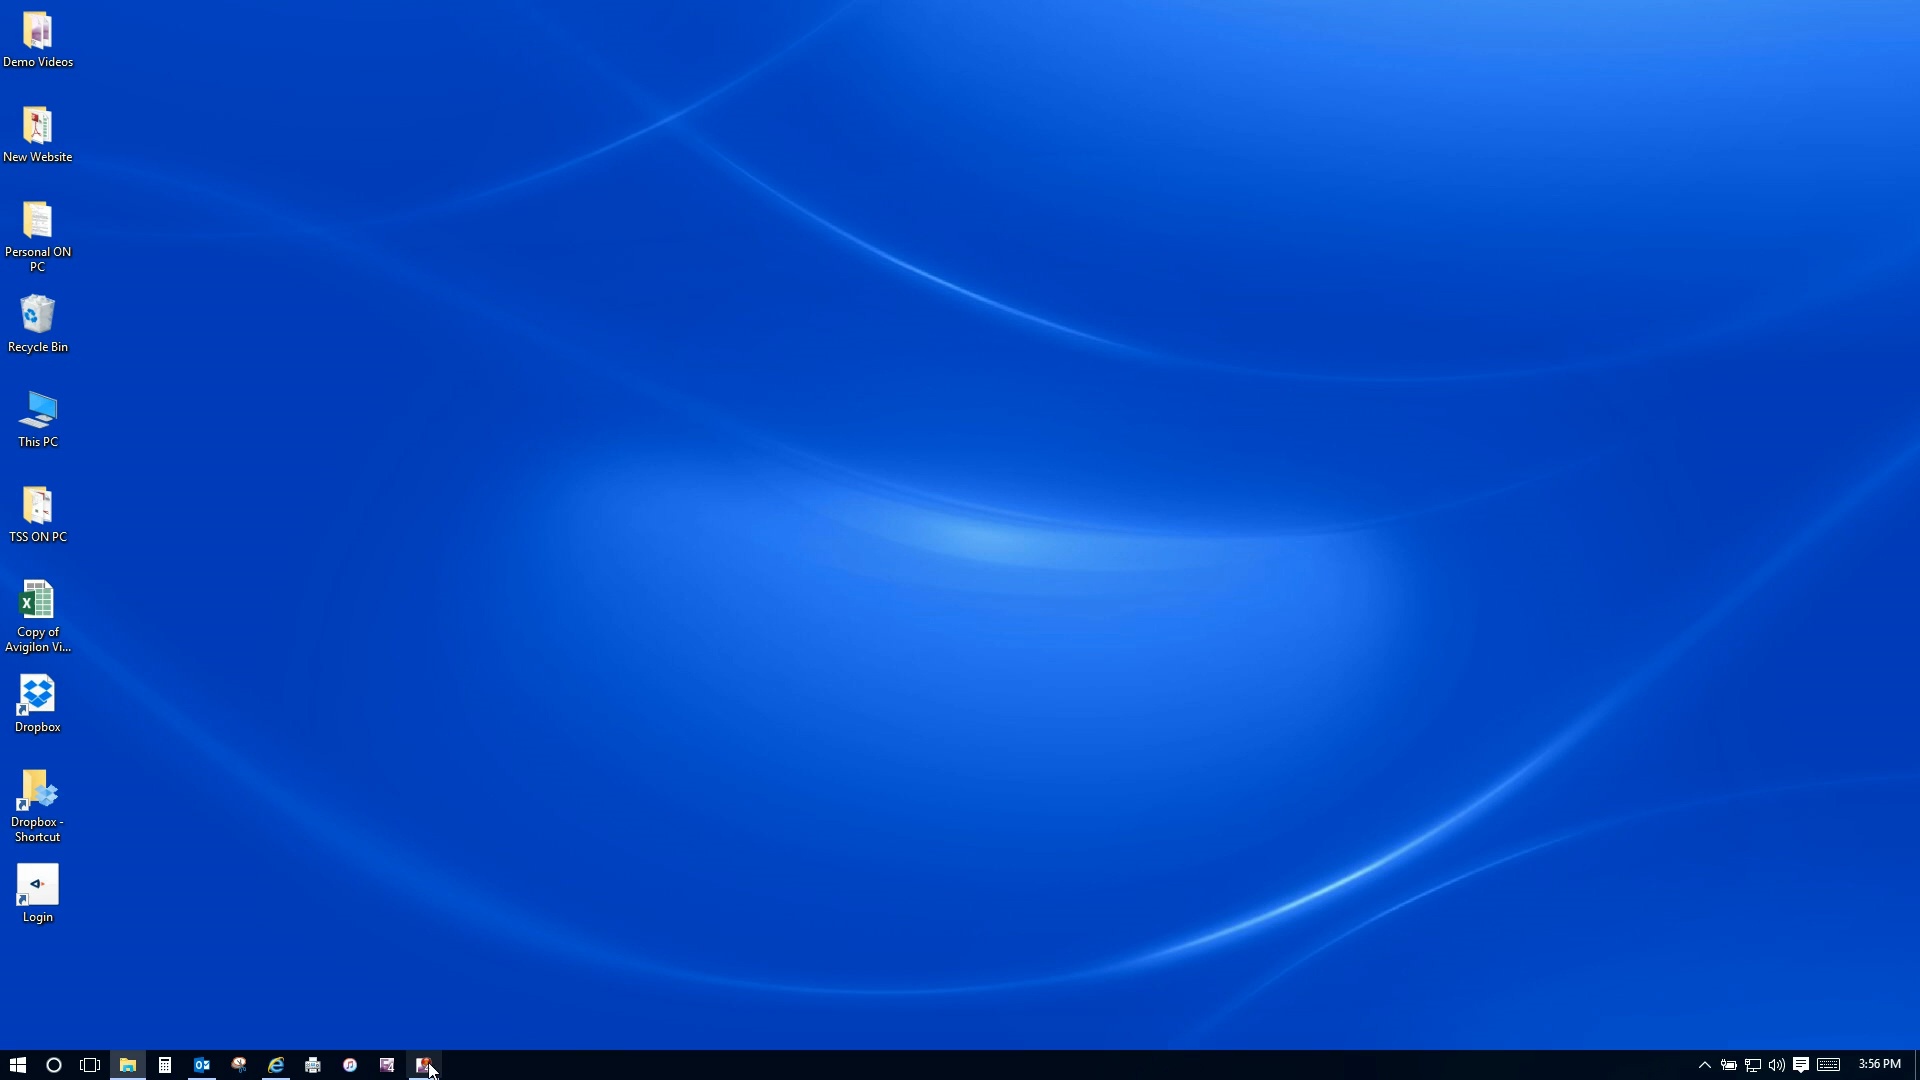 Demo Videos
New Website
Personal ON
PC
Recycle Bin
This PC
TSS ON PC
Copy of
Avigilon Vi...
Dropbox
Dropbox -
Shortcut
Login
3:56 PM